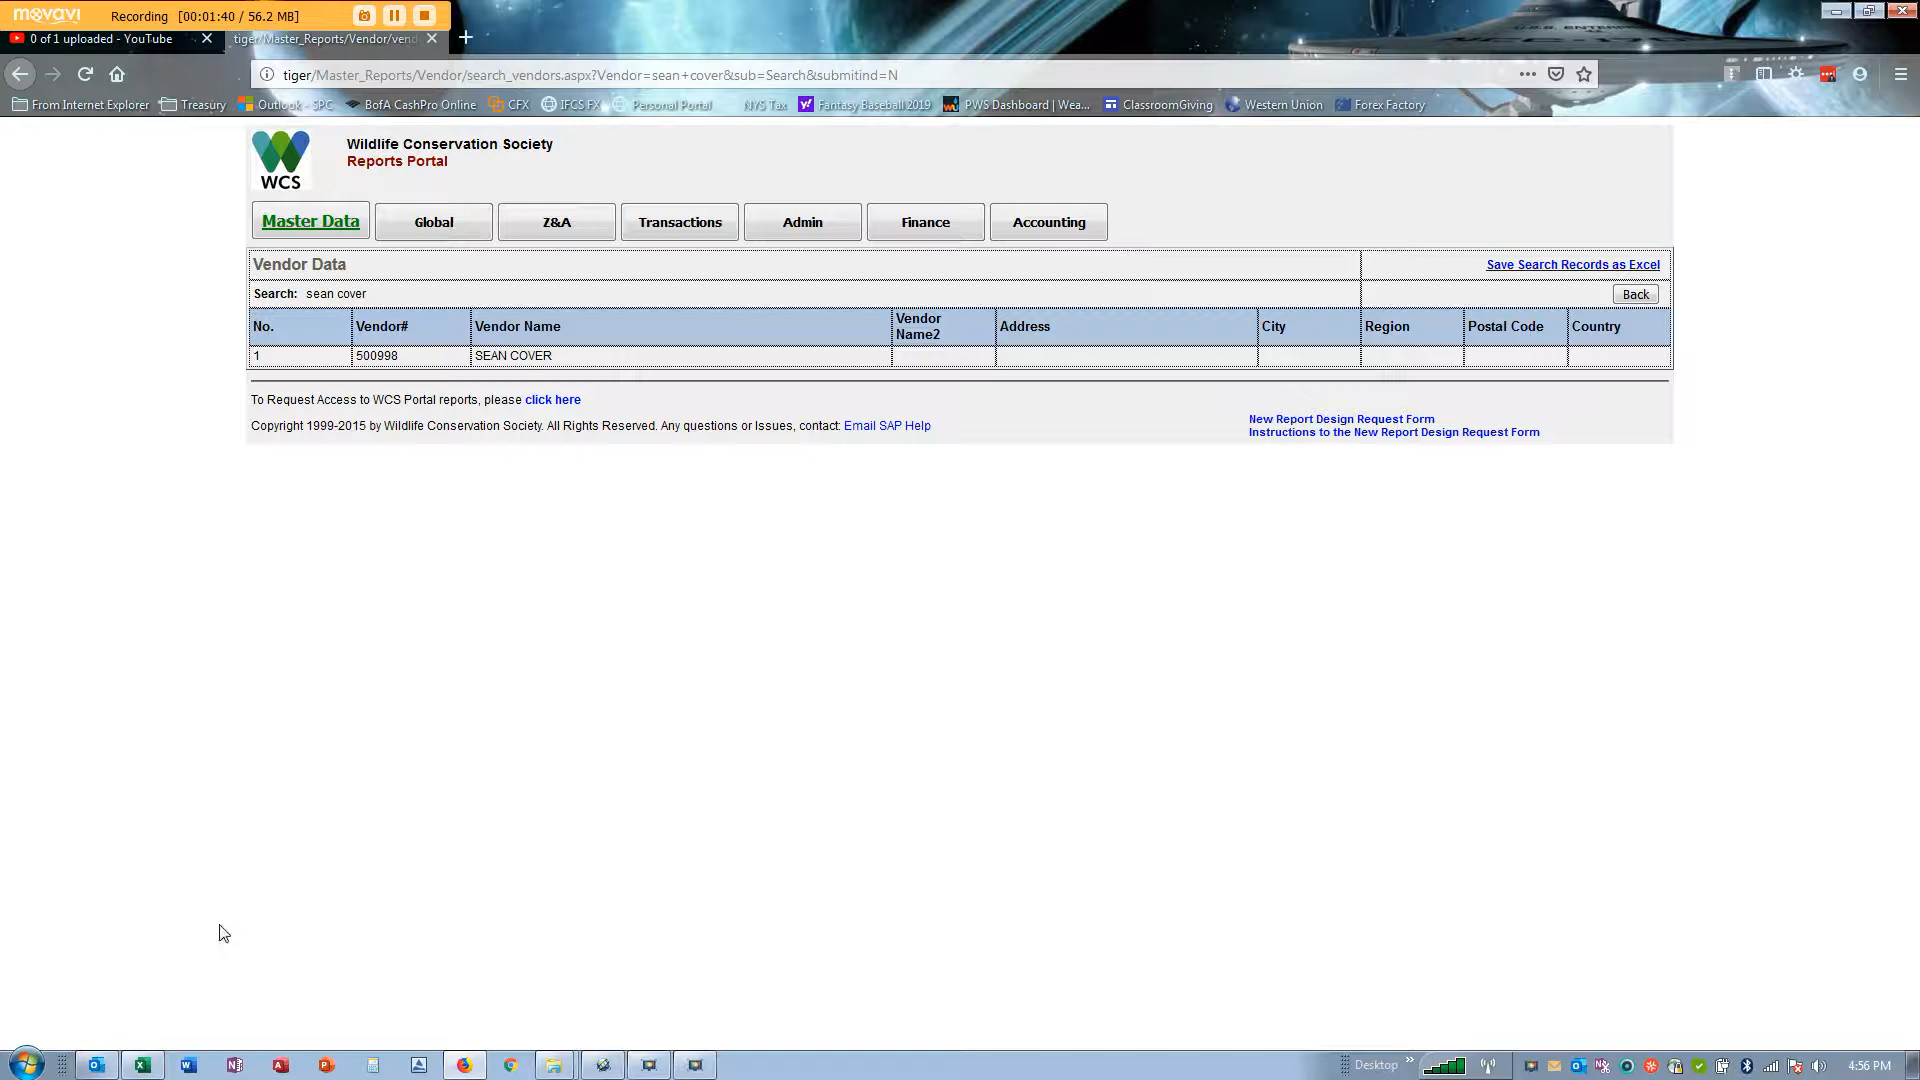 movavi Recording [00:01:40 / 56.2 MB]
0 of 1 uploaded - YouTube
tiger/Master_Reports/Vendor/vend
tiger/Master_Reports/Vendor/search_vendors.aspx?Vendor=sean+cover&sub=Search&submitind=N
From Internet Explorer Treasury Outlook - SPC BofA CashPro Online CFX IFCS FX Personal Portal NYS Tax Fantasy Baseball 2019 PWS Dashboard | Wea... ClassroomGiving Western Union Forex Factory
WCS
Wildlife Conservation Society
Reports Portal
Master Data Global Z&A Transactions Admin Finance Accounting
Vendor Data Save Search Records as Excel
Search: sean cover Back
No. Vendor# Vendor Name Vendor Name2 Address City Region Postal Code Country
1 500998 SEAN COVER
To Request Access to WCS Portal reports, please click here
Copyright 1999-2015 by Wildlife Conservation Society. All Rights Reserved. Any questions or Issues, contact: Email SAP Help
New Report Design Request Form
Instructions to the New Report Design Request Form
Desktop 4:56 PM